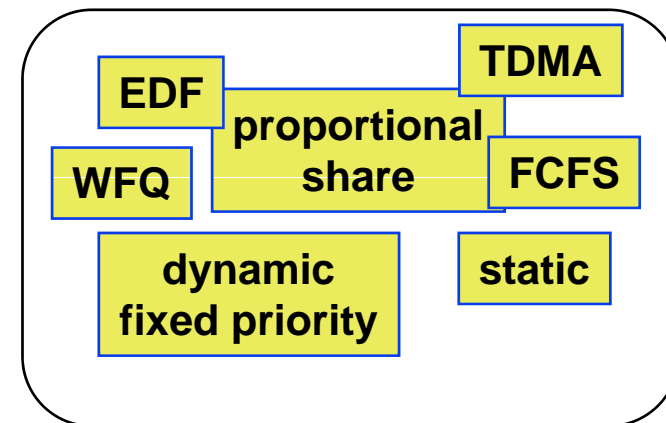 TDMA
EDF
proportional
share
WFQ
FCFS
dynamic
fixed priority
static